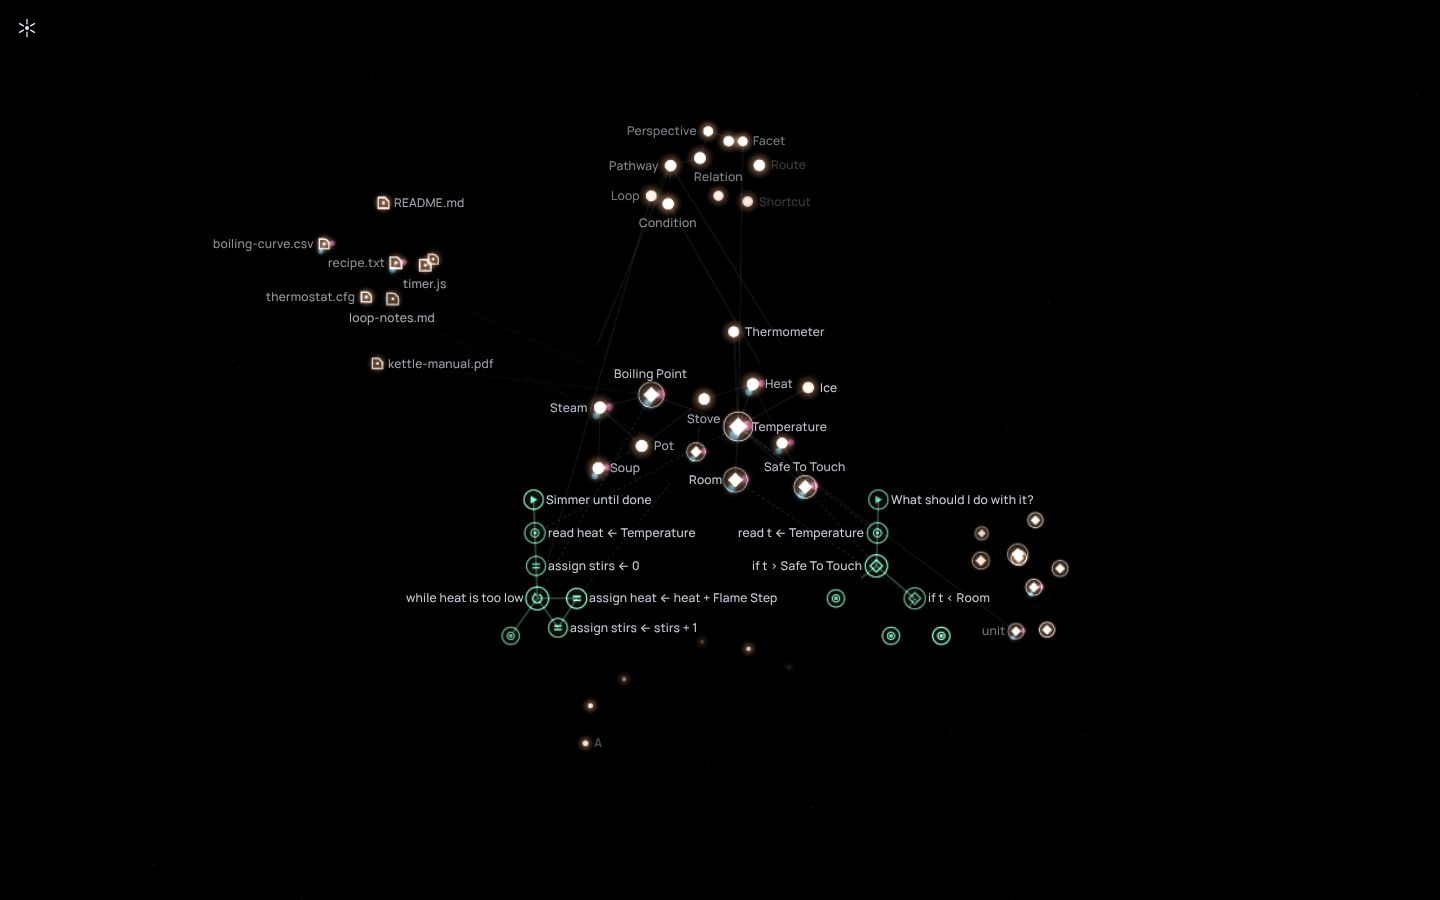 Perspective
Facet
Pathway
Route
Relation
Loop
Shortcut
Condition
README.md
boiling-curve.csv
recipe.txt
timer.js
thermostat.cfg
loop-notes.md
kettle-manual.pdf
Thermometer
Boiling Point
Heat
Ice
Steam
Stove
Temperature
Pot
Soup
Safe To Touch
Room
Simmer until done
What should I do with it?
read heat ← Temperature
read t ← Temperature
assign stirs ← 0
if t > Safe To Touch
while heat is too low
assign heat ← heat + Flame Step
if t < Room
assign stirs ← stirs + 1
unit
A